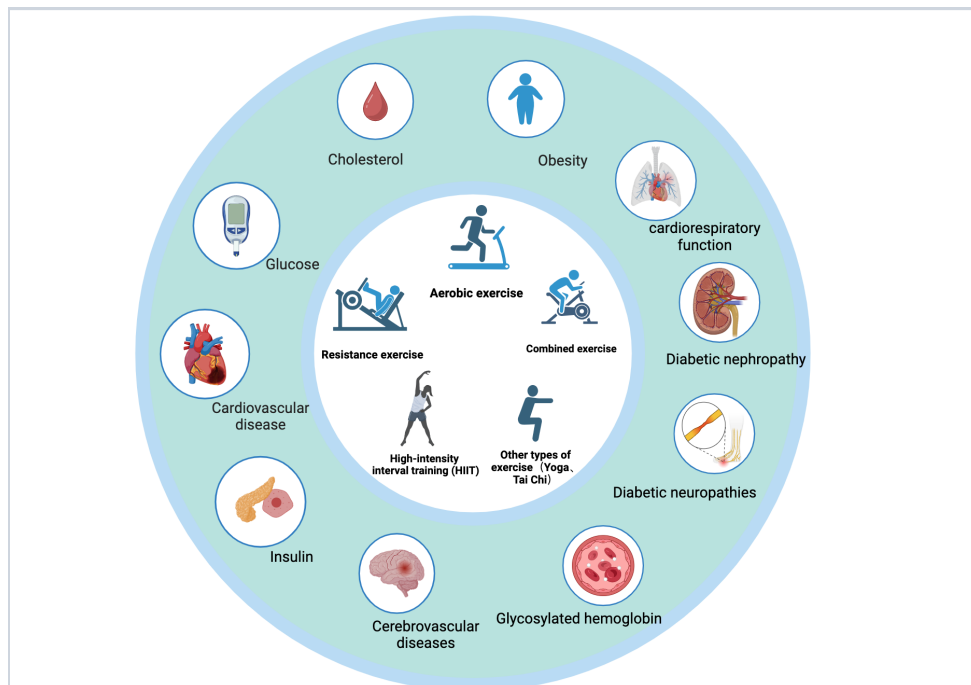 Cholesterol
Obesity
cardiorespiratory
function
Glucose
Aerobic exercise
Resistance exercise
Combined exercise
Diabetic nephropathy
Cardiovascular
disease
High-intensity
interval training (HIIT)
Other types of
exercise（Yoga、
Tai Chi）
Diabetic neuropathies
Insulin
Glycosylated hemoglobin
Cerebrovascular
diseases